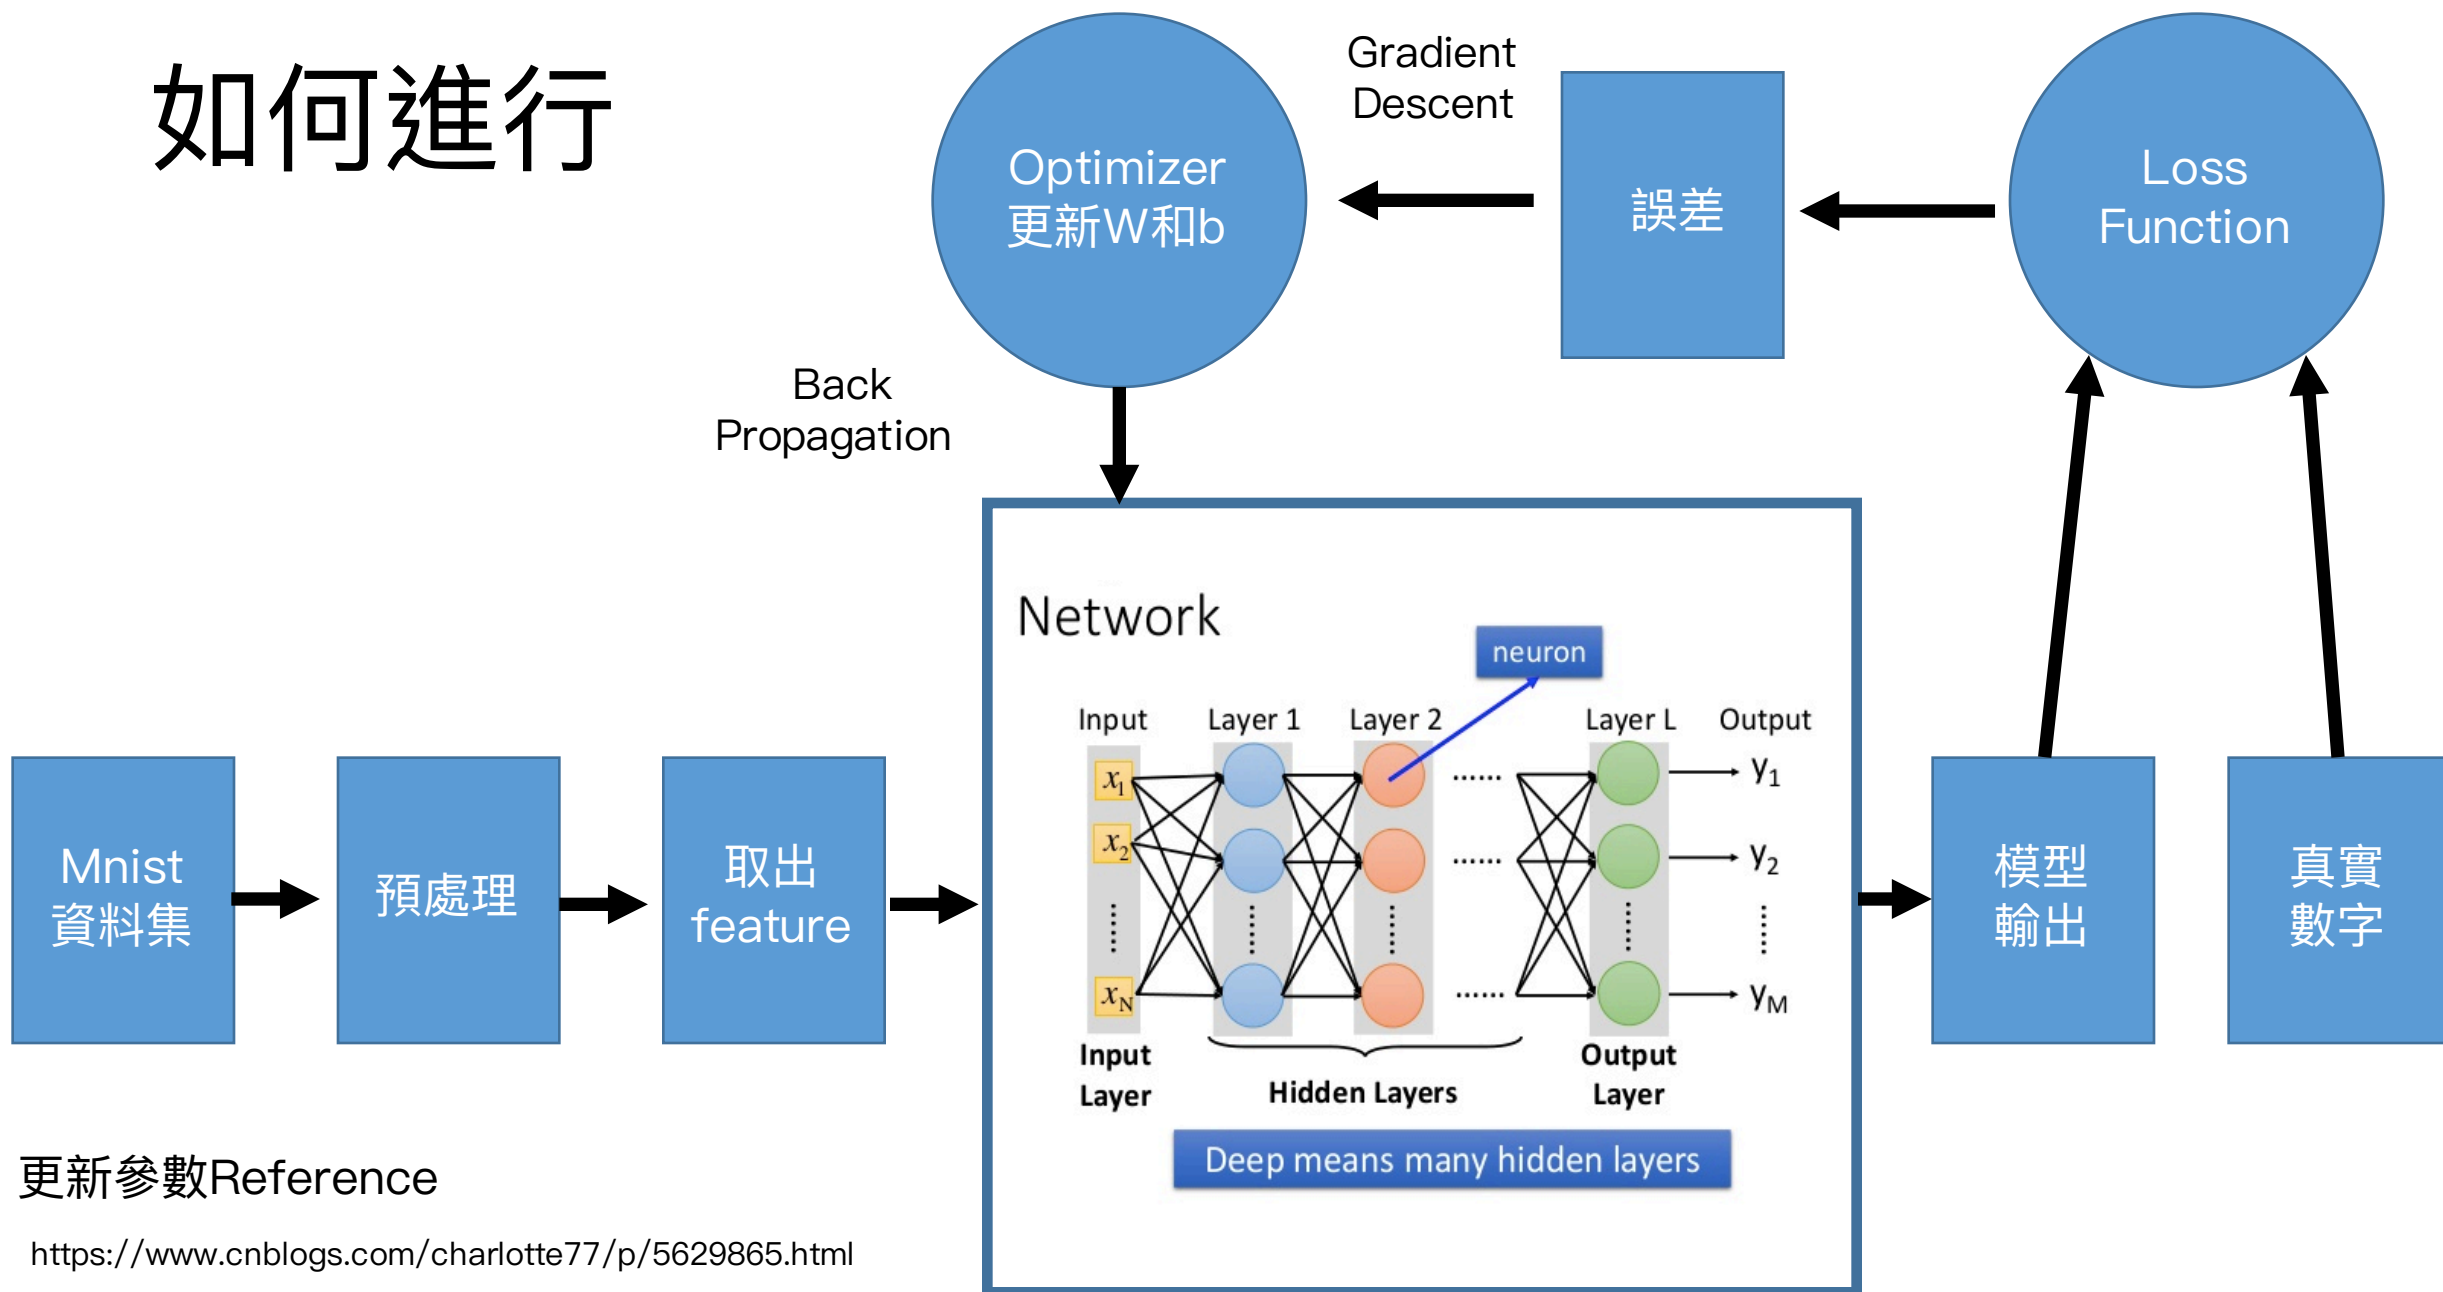 如何進行
Gradient
Descent
Optimizer
更新W和b
誤差
Loss
Function
Back
Propagation
Network
neuron
Input
Layer 1
Layer 2
Layer L
Output
x1
x2
xN
......
......
......
y1
y2
yM
Input
Layer
Hidden Layers
Output
Layer
Deep means many hidden layers
Mnist
資料集
預處理
取出
feature
模型
輸出
真實
數字
更新參數Reference
https://www.cnblogs.com/charlotte77/p/5629865.html